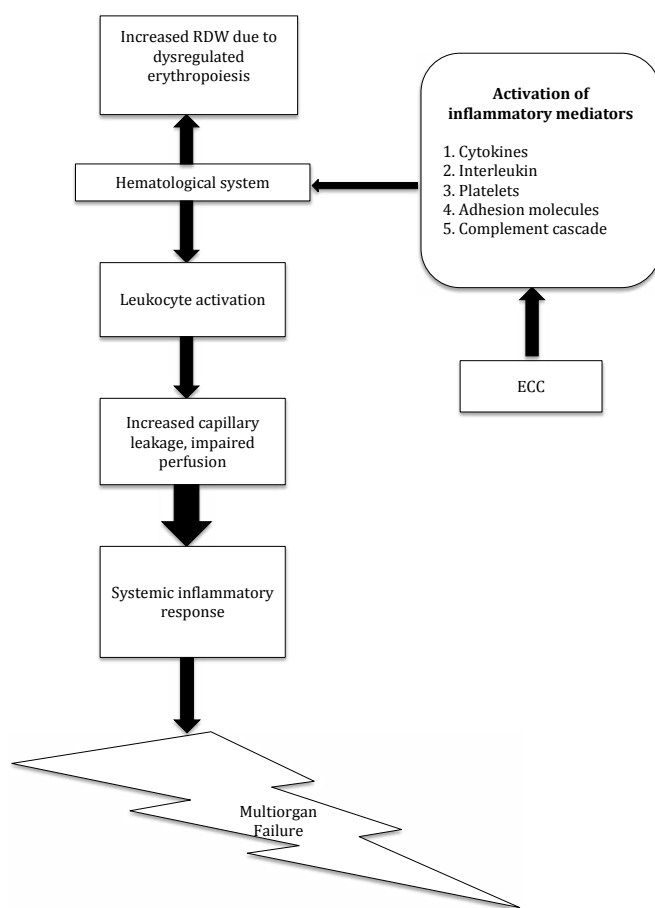 Increased RDW due to
dysregulated
erythropoiesis
Activation of
inflammatory mediators
1. Cytokines
2. Interleukin
3. Platelets
4. Adhesion molecules
5. Complement cascade
Hematological system
Leukocyte activation
ECC
Increased capillary
leakage, impaired
perfusion
Systemic inflammatory
response
Multiorgan
Failure